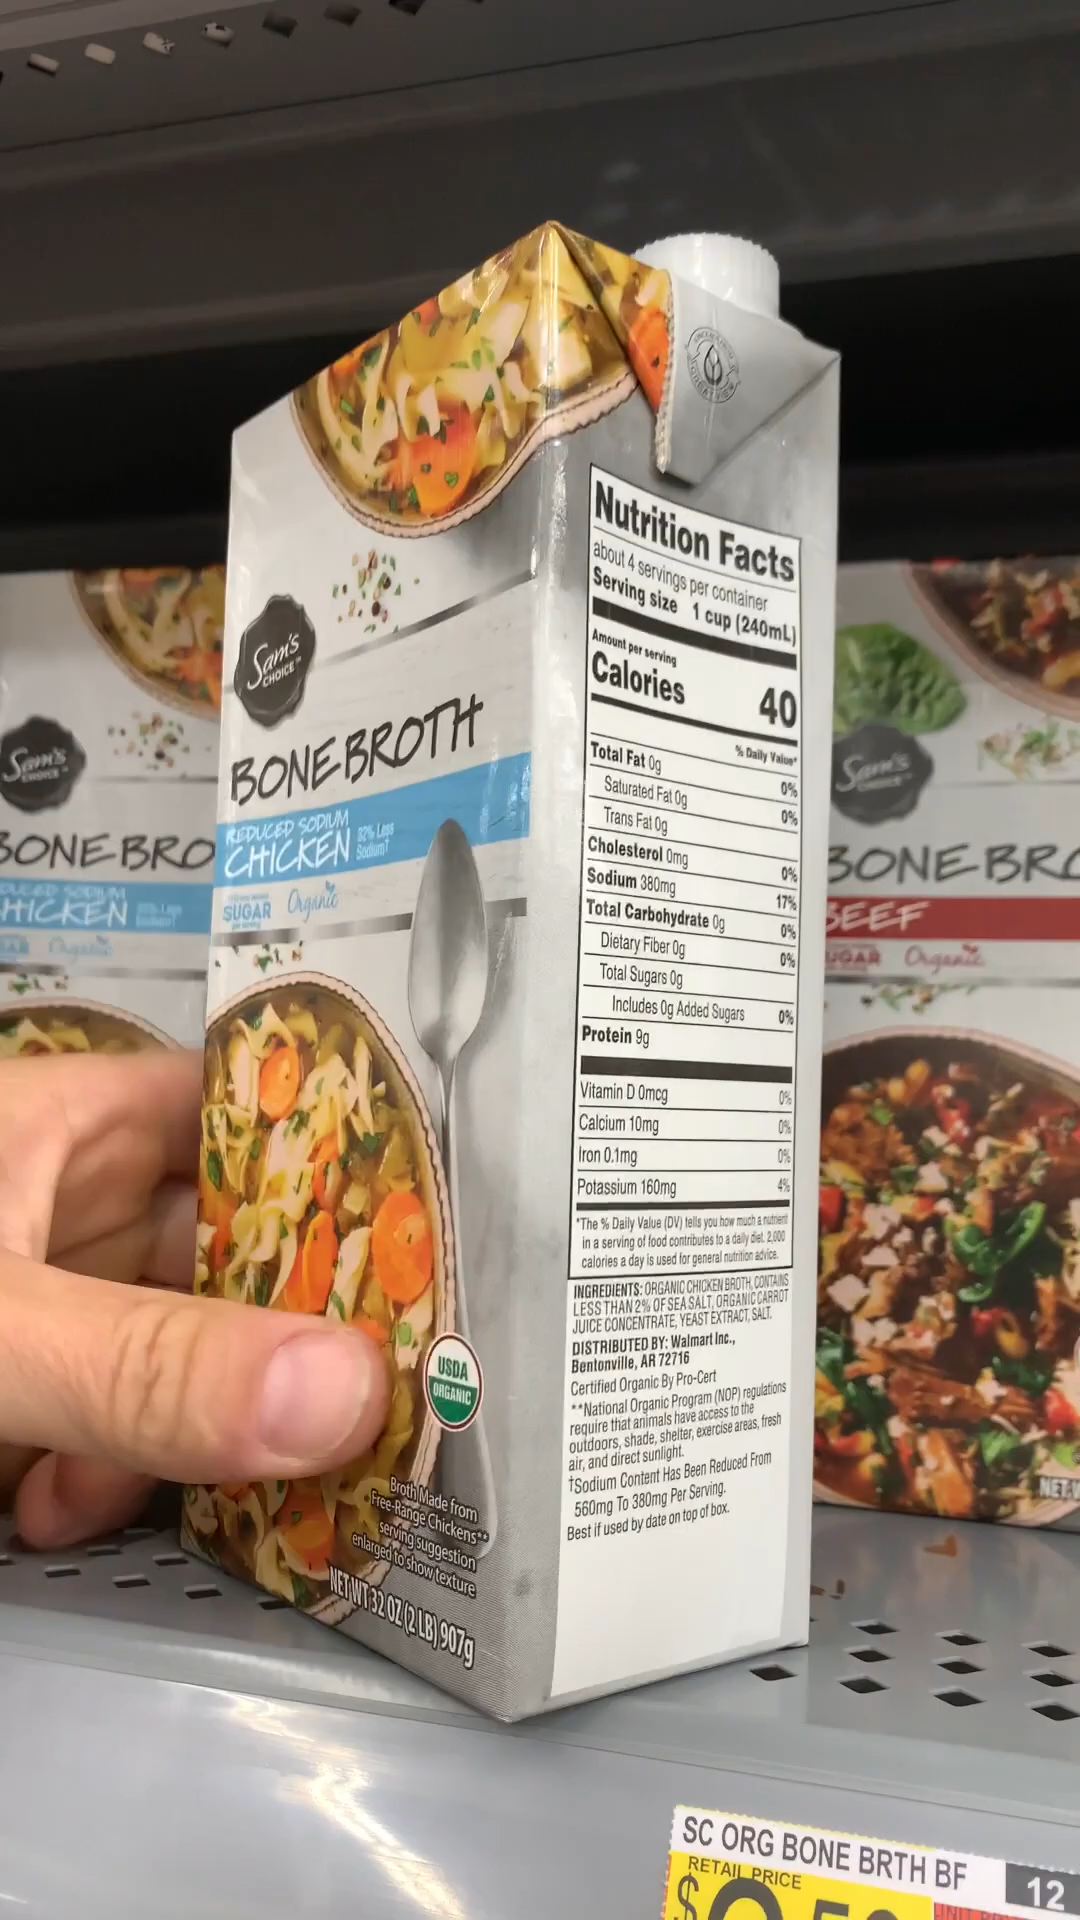 Sam's
CHOICE™
BONE BROTH
REDUCED SODIUM
CHICKEN
32% Less
Sodium†
SUGAR
per serving
Organic
USDA
ORGANIC
Broth Made from
Free-Range Chickens**
serving suggestion
enlarged to show texture
NET WT 32 OZ (2 LB) 907g
Nutrition Facts
about 4 servings per container
Serving size 1 cup (240mL)
Amount per serving
Calories 40
% Daily Value*
Total Fat 0g 0%
Saturated Fat 0g 0%
Trans Fat 0g
Cholesterol 0mg 0%
Sodium 380mg 17%
Total Carbohydrate 0g 0%
Dietary Fiber 0g 0%
Total Sugars 0g
Includes 0g Added Sugars 0%
Protein 9g
Vitamin D 0mcg 0%
Calcium 10mg 0%
Iron 0.1mg 0%
Potassium 160mg 4%
*The % Daily Value (DV) tells you how much a nutrient
in a serving of food contributes to a daily diet. 2,000
calories a day is used for general nutrition advice.
INGREDIENTS: ORGANIC CHICKEN BROTH, CONTAINS
LESS THAN 2% OF SEA SALT, ORGANIC CARROT
JUICE CONCENTRATE, YEAST EXTRACT, SALT.
DISTRIBUTED BY: Walmart Inc.,
Bentonville, AR 72716
Certified Organic By Pro-Cert
**National Organic Program (NOP) regulations
require that animals have access to the
outdoors, shade, shelter, exercise areas, fresh
air, and direct sunlight.
†Sodium Content Has Been Reduced From
560mg To 380mg Per Serving.
Best if used by date on top of box.
Sam's
CHOICE
BONE BRO
HICKEN
Organic
Sam's
CHOICE
BONE BRO
BEEF
UGAR
Organic
NET W
SC ORG BONE BRTH BF
12
RETAIL PRICE
$